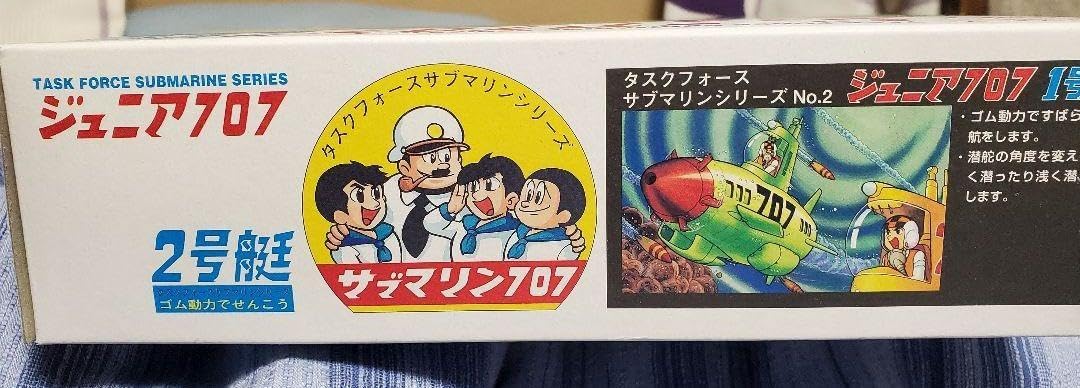 TASK FORCE SUBMARINE SERIES
ジュニア707
2号艇
ゴム動力でせんこう
タスクフォースサブマリンシリーズ
サブマリン707
タスクフォース
サブマリンシリーズ No.2
ジュニア707 1号
707
・ゴム動力ですばら
航をします。
・潜舵の角度を変え
く潜ったり浅く潜
します。